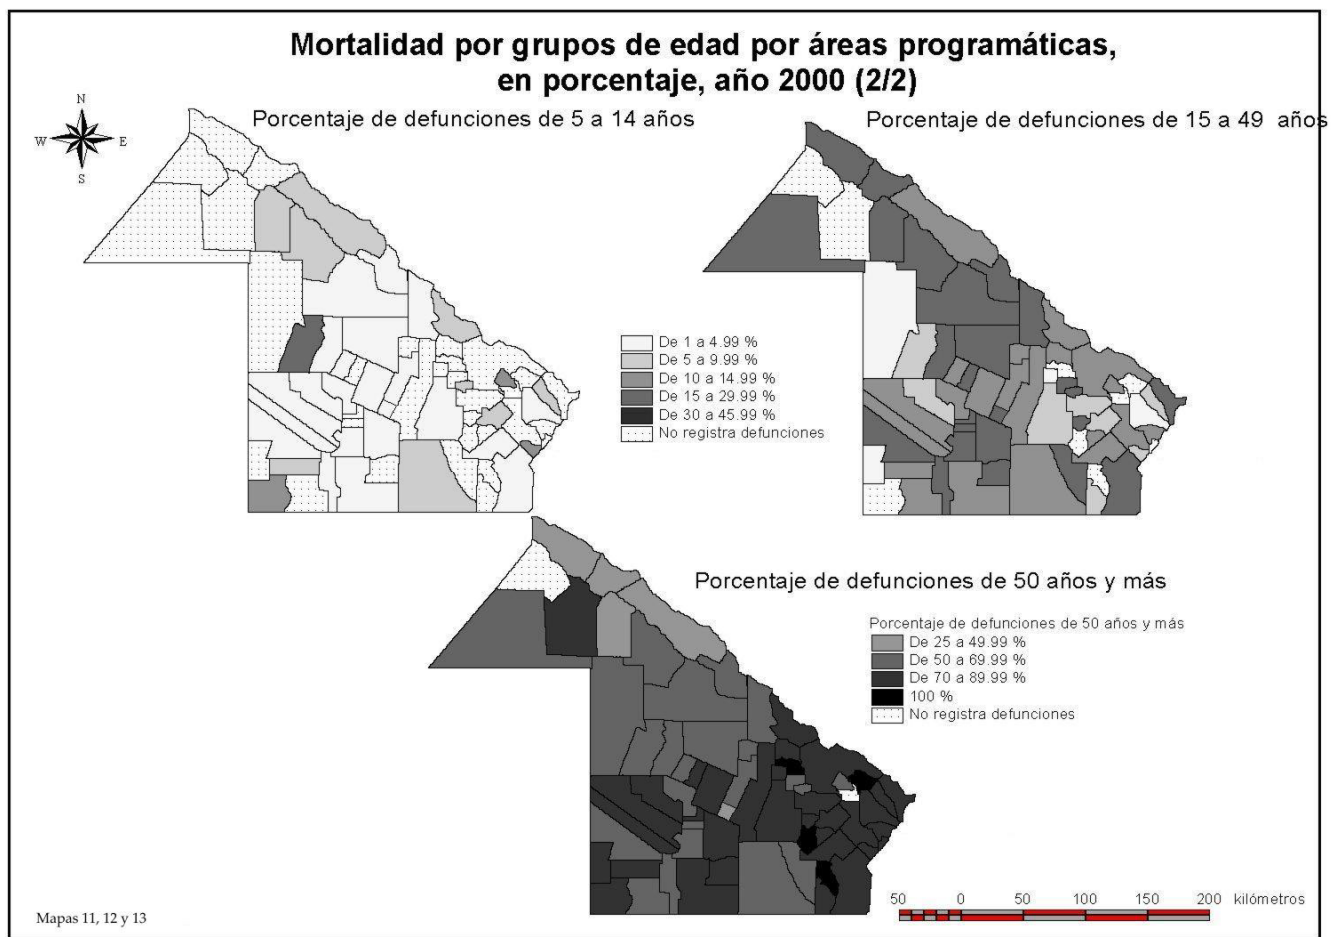 Mortalidad por grupos de edad por áreas programáticas,
en porcentaje, año 2000 (2/2)
N
W E
S
Porcentaje de defunciones de 5 a 14 años
Porcentaje de defunciones de 15 a 49 años
De 1 a 4.99 %
De 5 a 9.99 %
De 10 a 14.99 %
De 15 a 29.99 %
De 30 a 45.99 %
No registra defunciones
Porcentaje de defunciones de 50 años y más
Porcentaje de defunciones de 50 años y más
De 25 a 49.99 %
De 50 a 69.99 %
De 70 a 89.99 %
100 %
No registra defunciones
50 0 50 100 150 200 kilómetros
Mapas 11, 12 y 13